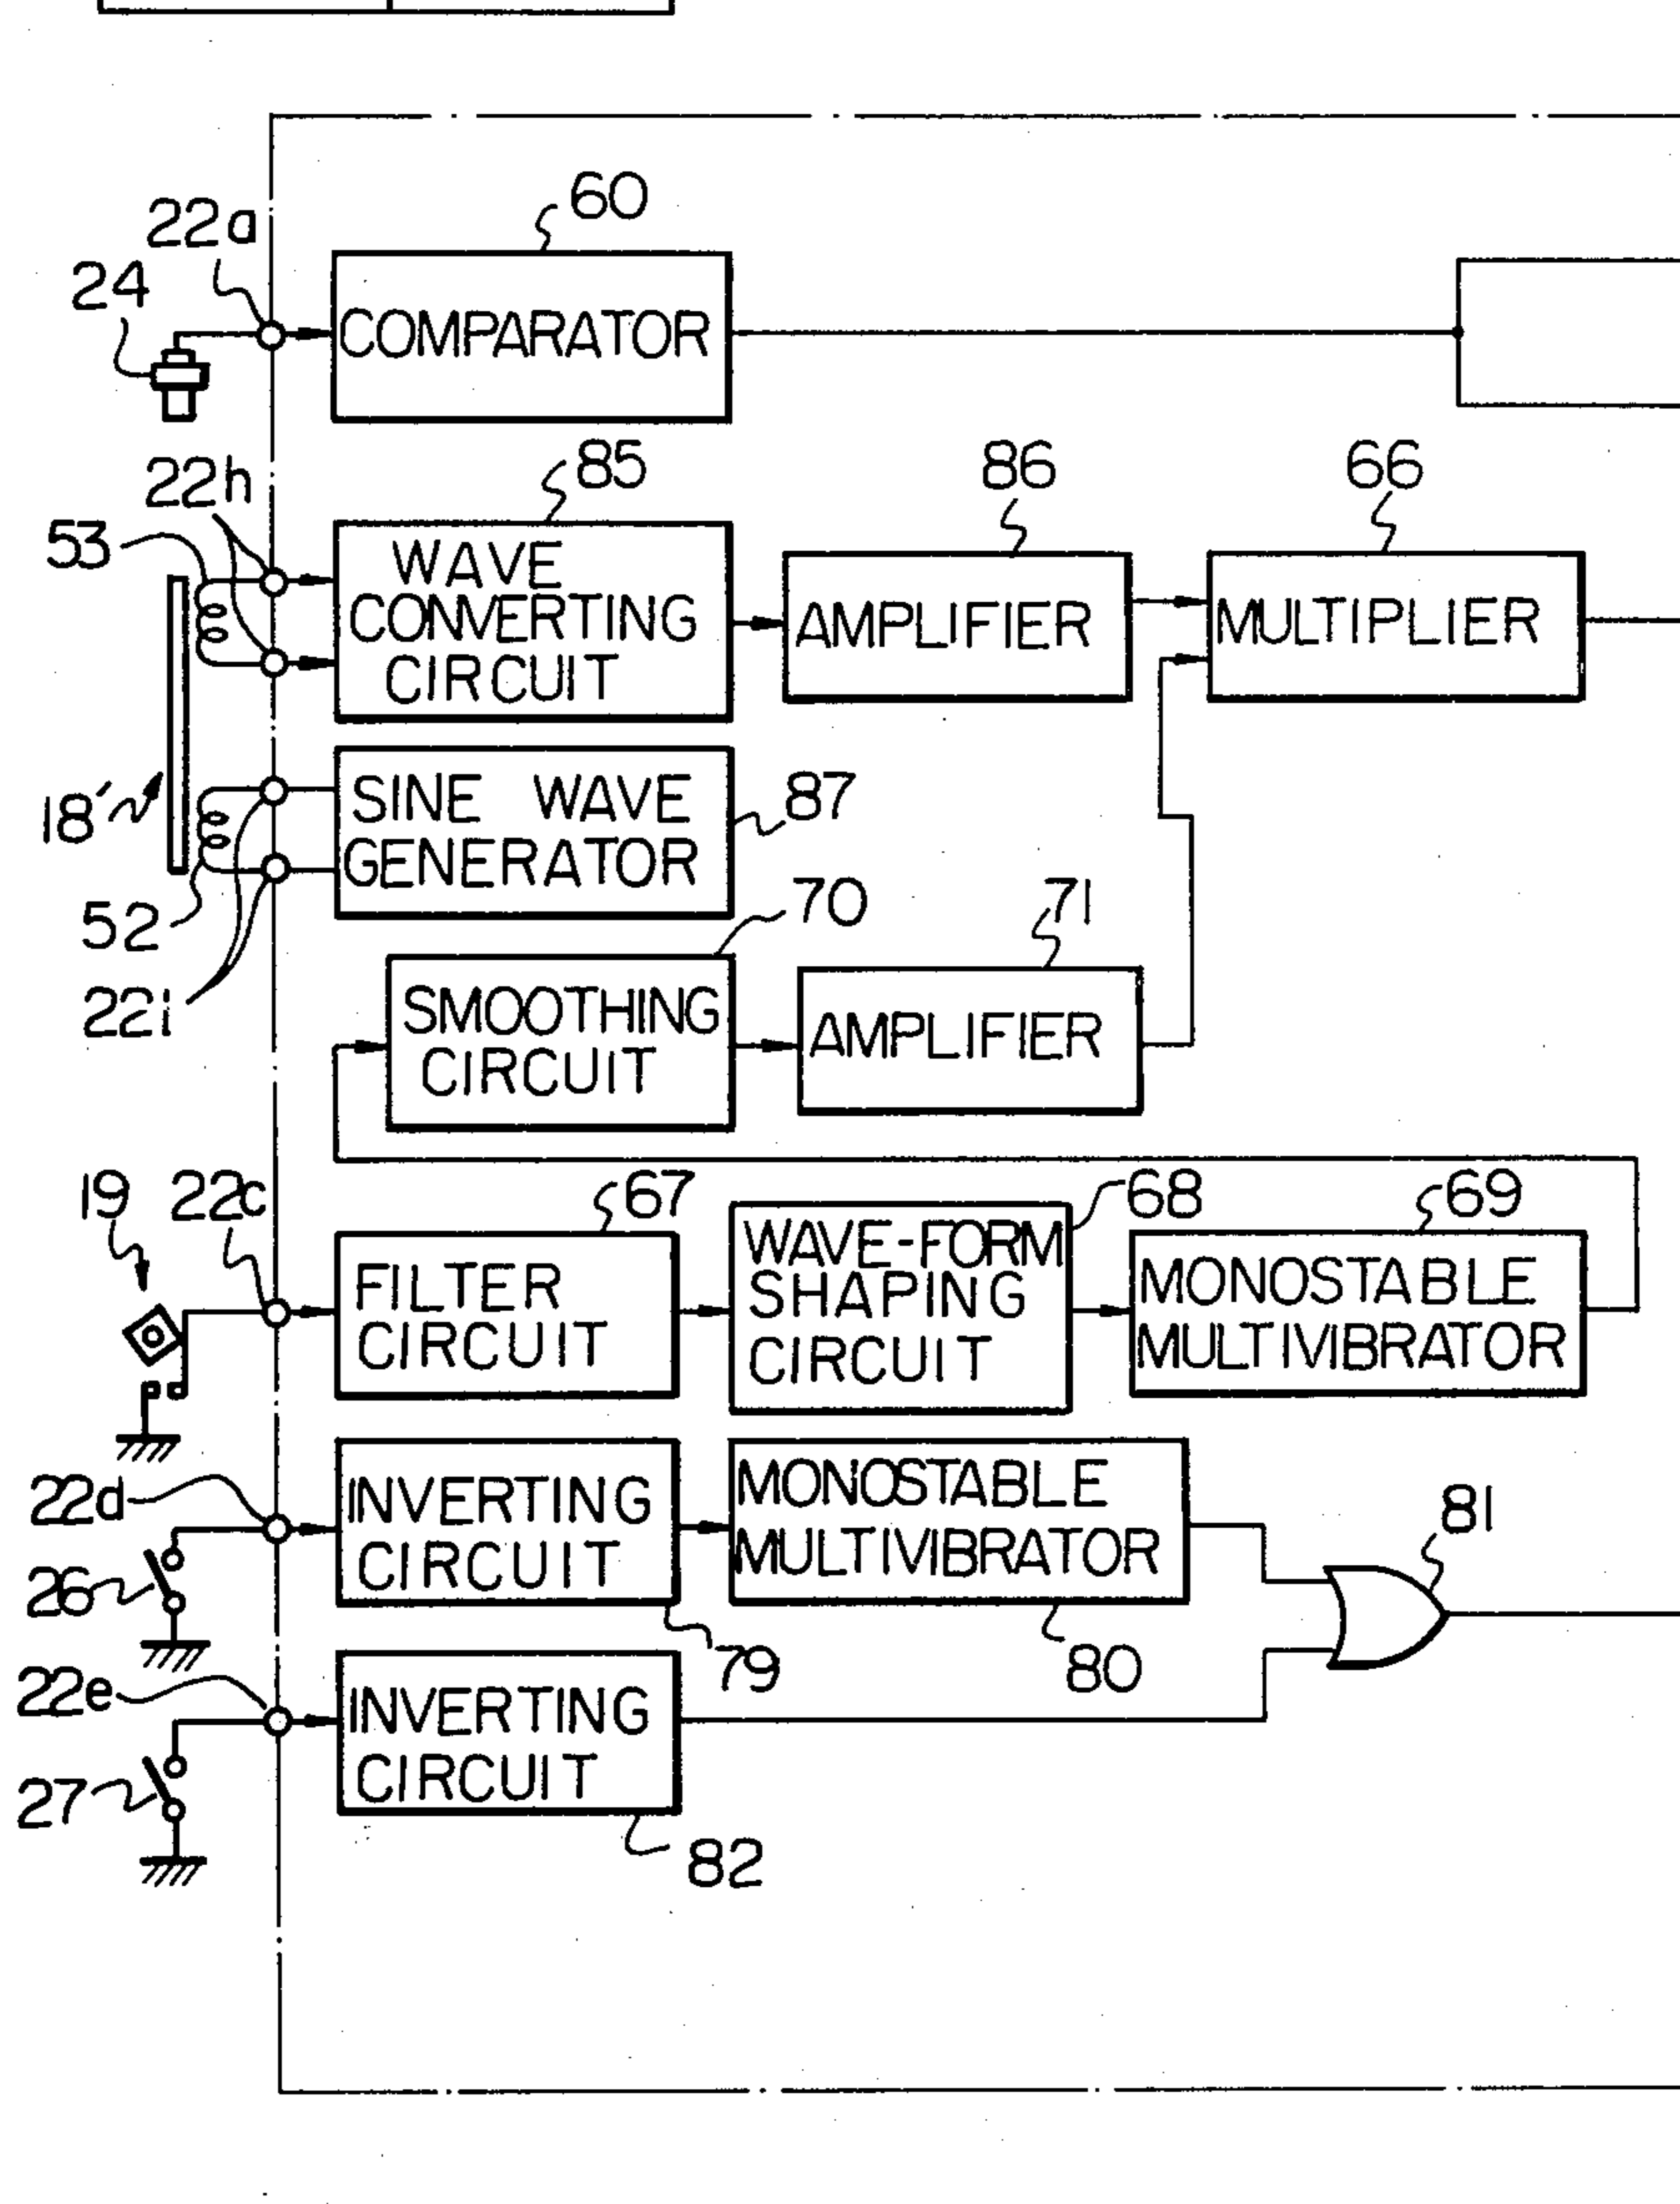 60
22a
24
COMPARATOR
85
86
66
22h
53
WAVE
CONVERTING
CIRCUIT
AMPLIFIER
MULTIPLIER
18′
SINE WAVE
GENERATOR
87
52
22i
70
71
SMOOTHING
CIRCUIT
AMPLIFIER
19
22c
67
68
69
FILTER
CIRCUIT
WAVE-FORM
SHAPING
CIRCUIT
MONOSTABLE
MULTIVIBRATOR
22d
26
INVERTING
CIRCUIT
MONOSTABLE
MULTIVIBRATOR
81
79
80
22e
27
INVERTING
CIRCUIT
82